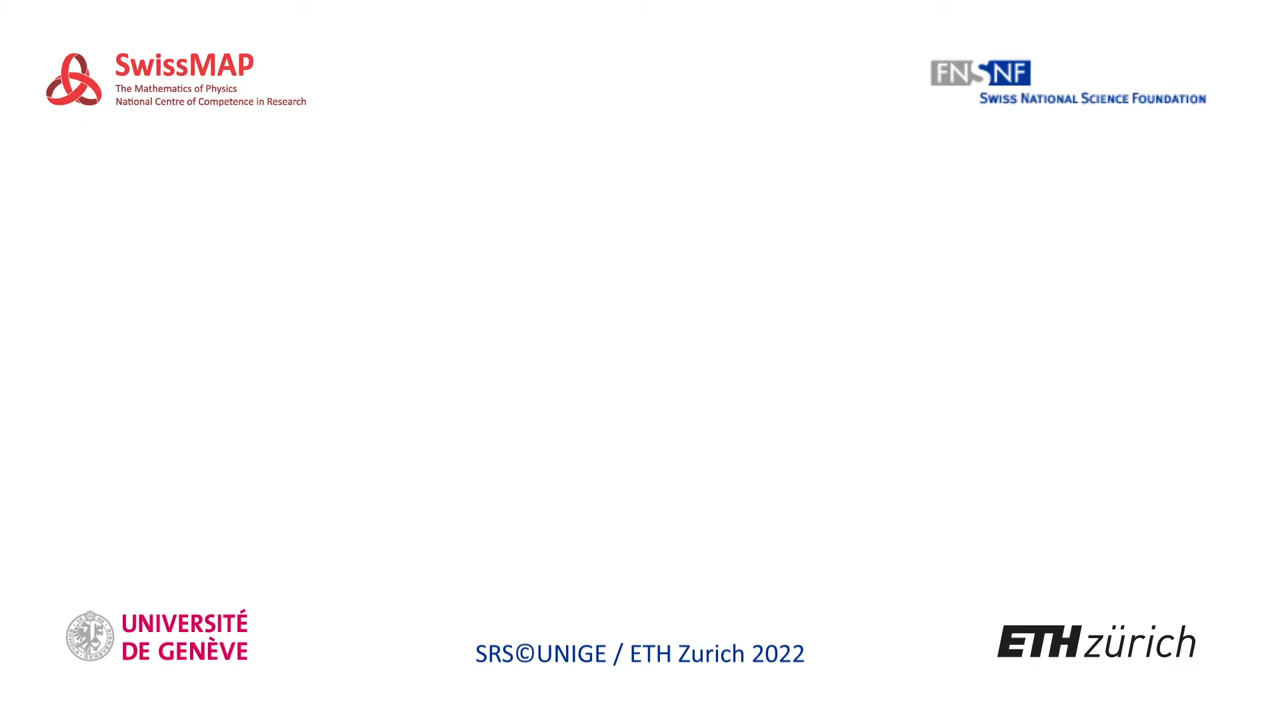 SwissMAP
The Mathematics of Physics
National Centre of Competence in Research
FNSNF
SWISS NATIONAL SCIENCE FOUNDATION
UNIVERSITÉ
DE GENÈVE
SRS©UNIGE / ETH Zurich 2022
ETH zürich